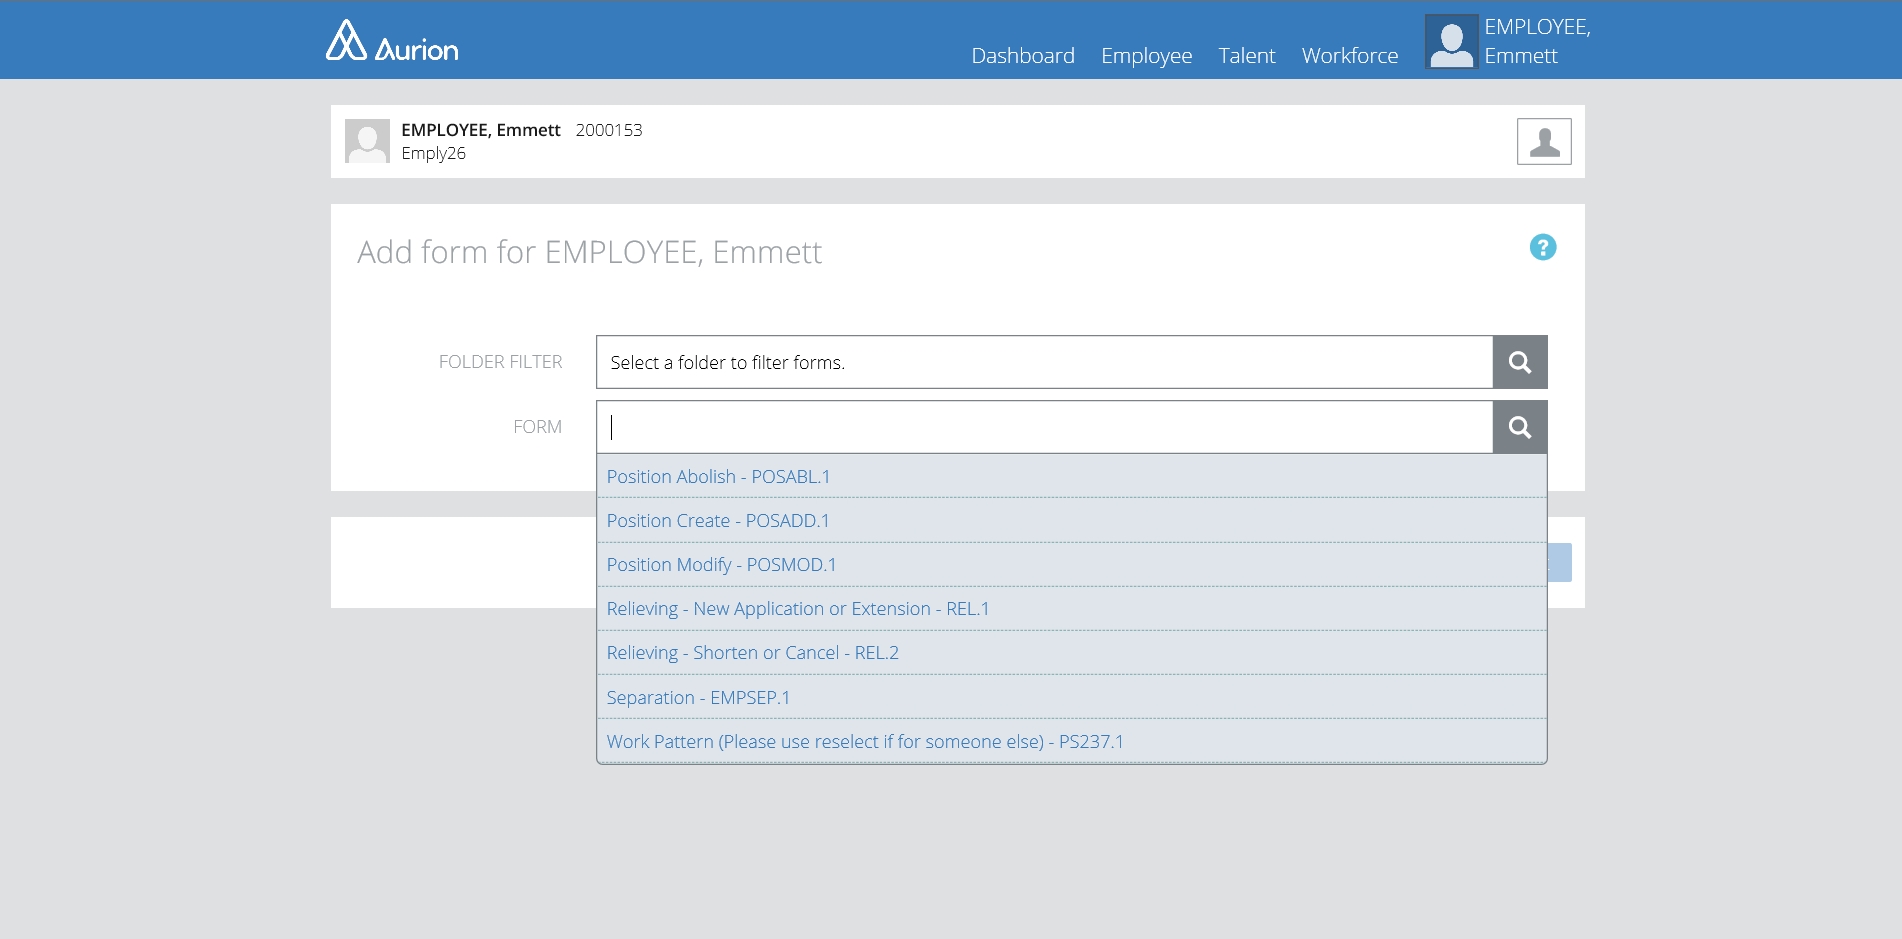 Aurion
Dashboard Employee Talent Workforce
EMPLOYEE,
Emmett
EMPLOYEE, Emmett 2000153
Emply26
Add form for EMPLOYEE, Emmett
?
FOLDER FILTER
Select a folder to filter forms.
FORM
Position Abolish - POSABL.1
Position Create - POSADD.1
Position Modify - POSMOD.1
Relieving - New Application or Extension - REL.1
Relieving - Shorten or Cancel - REL.2
Separation - EMPSEP.1
Work Pattern (Please use reselect if for someone else) - PS237.1